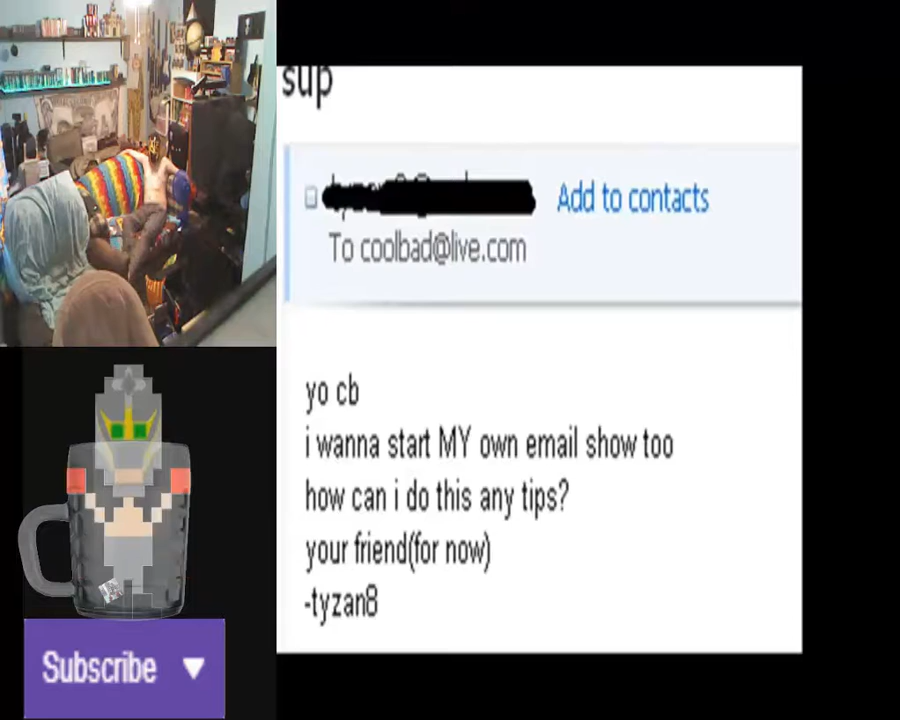 sup
Add to contacts
To coolbad@live.com
yo cb
i wanna start MY own email show too
how can i do this any tips?
your friend(for now)
-tyzan8
Subscribe